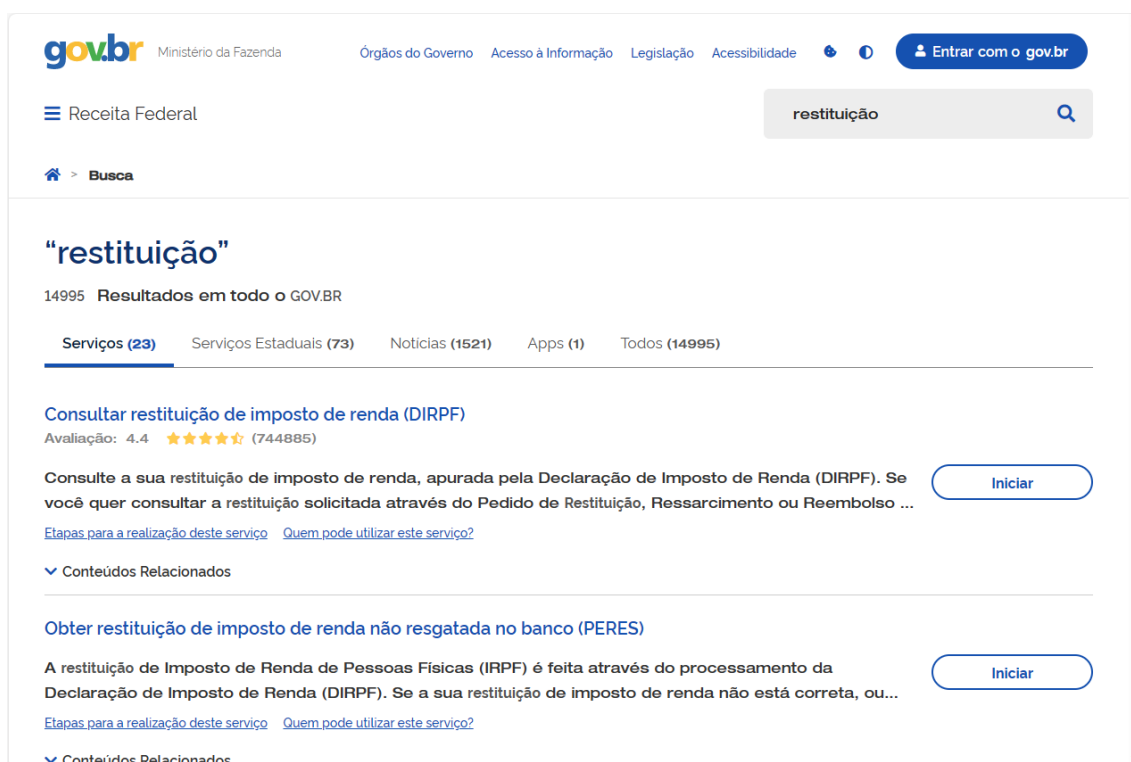 gov.br Ministério da Fazenda Órgãos do Governo Acesso à Informação Legislação Acessibilidade Entrar com o gov.br
Receita Federal restituição
> Busca
“restituição”
14995 Resultados em todo o GOV.BR
Serviços (23) Serviços Estaduais (73) Notícias (1521) Apps (1) Todos (14995)
Consultar restituição de imposto de renda (DIRPF)
Avaliação: 4.4 (744885)
Consulte a sua restituição de imposto de renda, apurada pela Declaração de Imposto de Renda (DIRPF). Se
você quer consultar a restituição solicitada através do Pedido de Restituição, Ressarcimento ou Reembolso ...
Iniciar
Etapas para a realização deste serviço Quem pode utilizar este serviço?
Conteúdos Relacionados
Obter restituição de imposto de renda não resgatada no banco (PERES)
A restituição de Imposto de Renda de Pessoas Físicas (IRPF) é feita através do processamento da
Declaração de Imposto de Renda (DIRPF). Se a sua restituição de imposto de renda não está correta, ou...
Iniciar
Etapas para a realização deste serviço Quem pode utilizar este serviço?
Conteúdos Relacionados